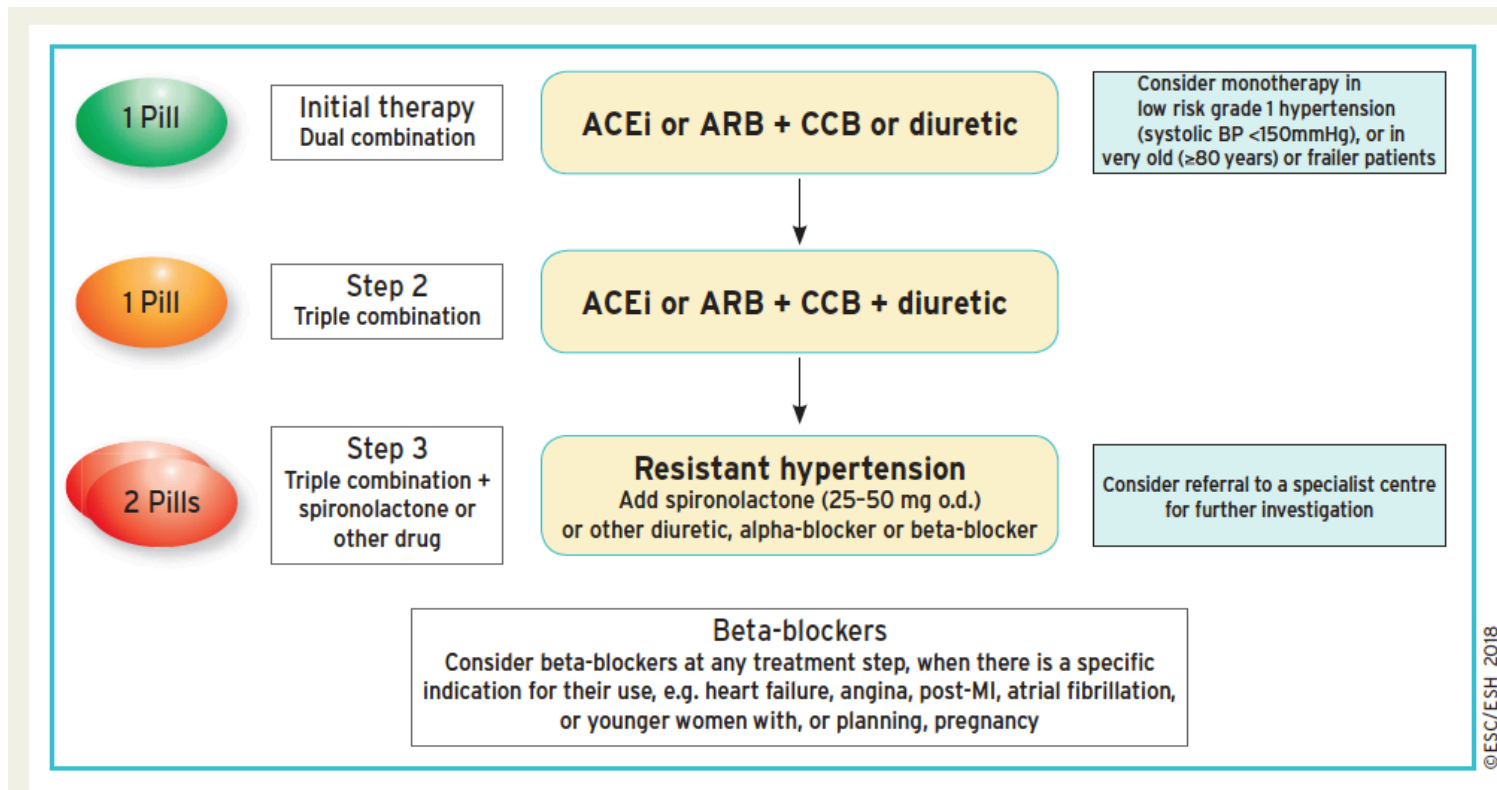 1 Pill
Initial therapy
Dual combination
ACEi or ARB + CCB or diuretic
Consider monotherapy in
low risk grade 1 hypertension
(systolic BP <150mmHg), or in
very old (≥80 years) or frailer patients
1 Pill
Step 2
Triple combination
ACEi or ARB + CCB + diuretic
2 Pills
Step 3
Triple combination +
spironolactone or
other drug
Resistant hypertension
Add spironolactone (25–50 mg o.d.)
or other diuretic, alpha-blocker or beta-blocker
Consider referral to a specialist centre
for further investigation
Beta-blockers
Consider beta-blockers at any treatment step, when there is a specific
indication for their use, e.g. heart failure, angina, post-MI, atrial fibrillation,
or younger women with, or planning, pregnancy
©ESC/ESH 2018